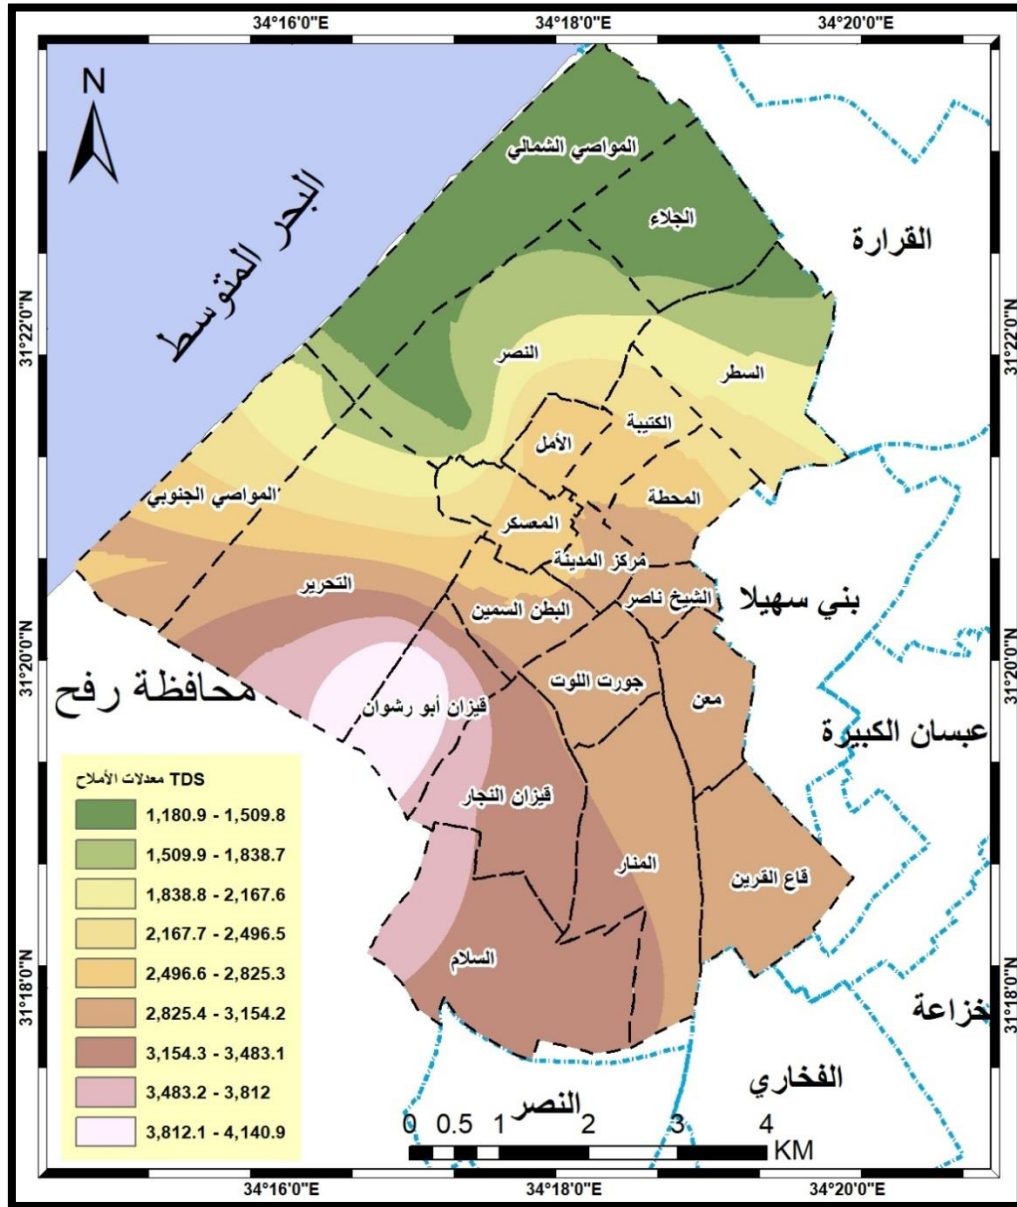 34°16'0"E
34°18'0"E
34°20'0"E
N
المواصي الشمالي
الجلاء
القرارة
البحر المتوسط
31°22'0"N
31°22'0"N
النصر
السطر
الكتيبة
الأمل
المحطة
المواصي الجنوبي
المعسكر
مركز المدينة
التحرير
الشيخ ناصر
البطن السمين
بني سهيلا
31°20'0"N
31°20'0"N
محافظة رفح
جورت اللوت
معن
قيزان أبو رشوان
عبسان الكبيرة
معدلات الأملاح TDS
قيزان النجار
1,180.9 - 1,509.8
1,509.9 - 1,838.7
1,838.8 - 2,167.6
2,167.7 - 2,496.5
2,496.6 - 2,825.3
2,825.4 - 3,154.2
3,154.3 - 3,483.1
3,483.2 - 3,812
3,812.1 - 4,140.9
المنار
قاع القرين
السلام
31°18'0"N
31°18'0"N
خزاعة
الفخاري
النصر
0 0.5 1 2 3 4
KM
34°16'0"E
34°18'0"E
34°20'0"E